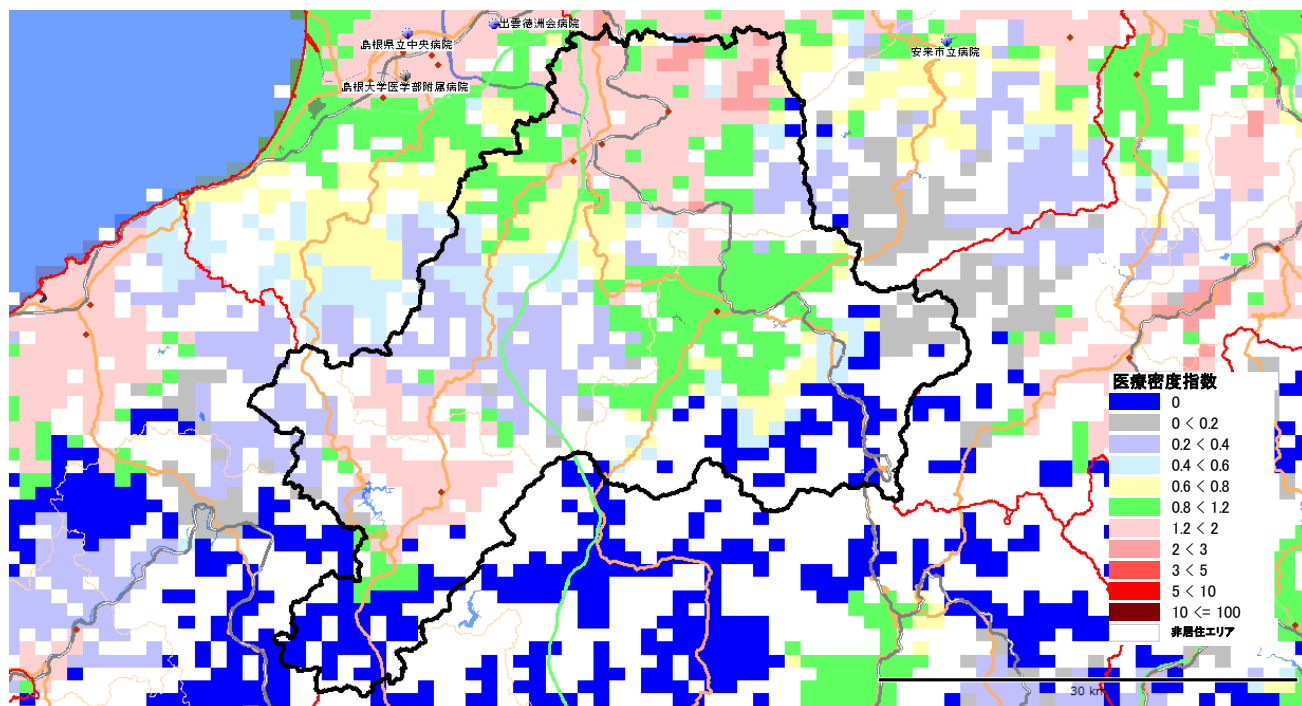 出雲徳洲会病院
島根県立中央病院
安来市立病院
島根大学医学部附属病院
医療密度指数
0
0 < 0.2
0.2 < 0.4
0.4 < 0.6
0.6 < 0.8
0.8 < 1.2
1.2 < 2
2 < 3
3 < 5
5 < 10
10 <= 100
非居住エリア
30 km